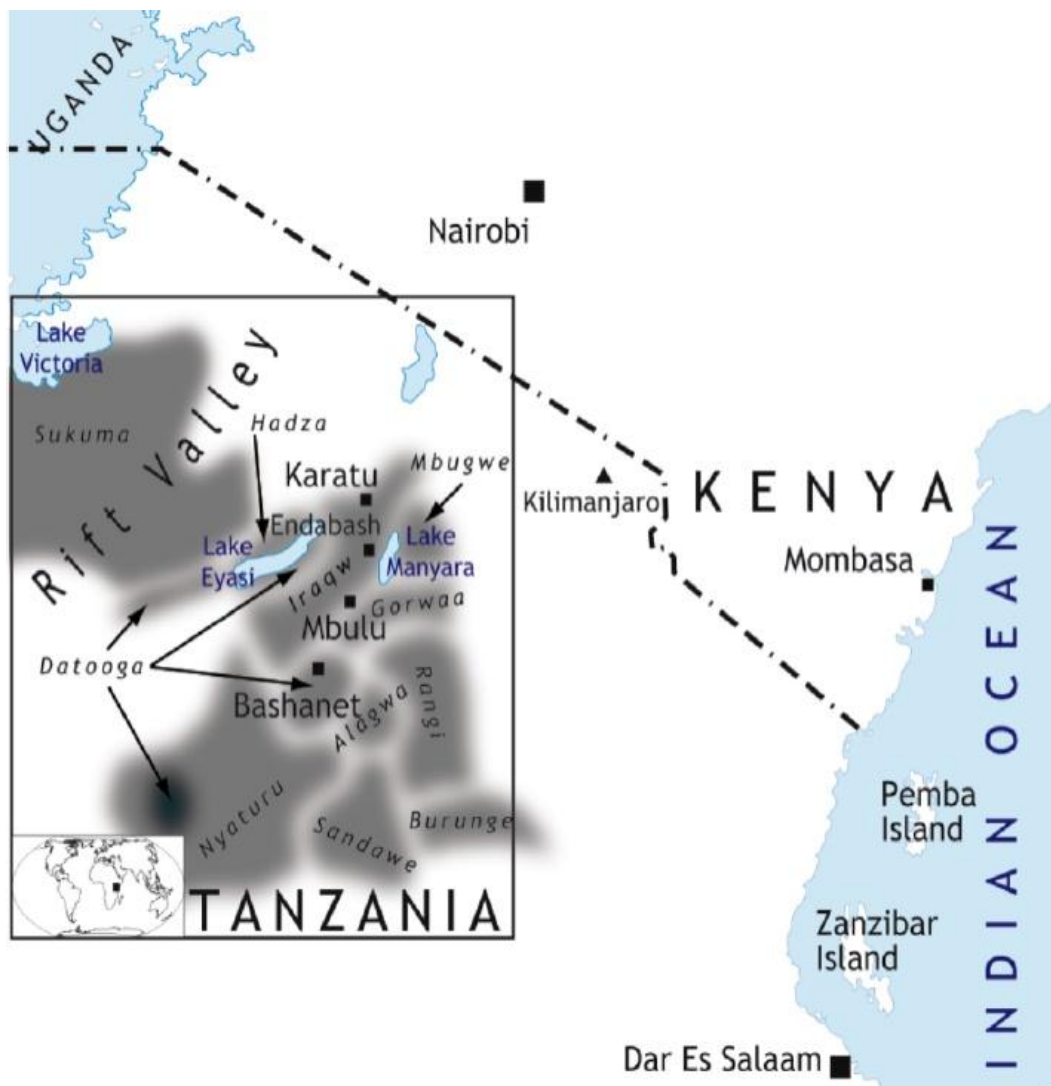 UGANDA
Nairobi
Lake
Victoria
Rift Valley
Sukuma
Hadza
Mbugwe
Karatu
Kilimanjaro
KENYA
Endabash
Lake
Eyasi
Lake
Manyara
Mombasa
Iraqw
Gorwaa
Mbulu
Datooga
Bashanet
Alagwa
Rangi
Nyaturu
Sandawe
Burunge
Pemba
Island
TANZANIA
Zanzibar
Island
INDIAN OCEAN
Dar Es Salaam